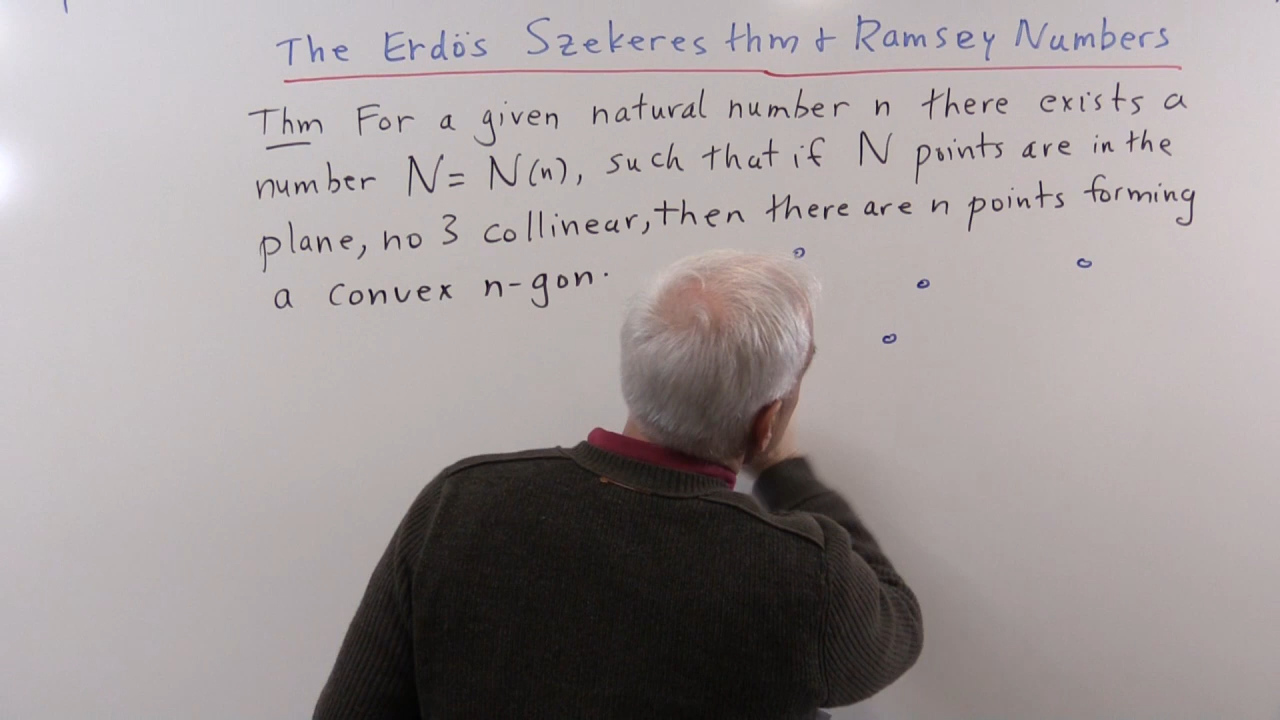 The Erdös Szekeres thm + Ramsey Numbers
Thm For a given natural number n there exists a
number N= N(n), such that if N points are in the
plane, no 3 collinear, then there are n points forming
a convex n-gon.